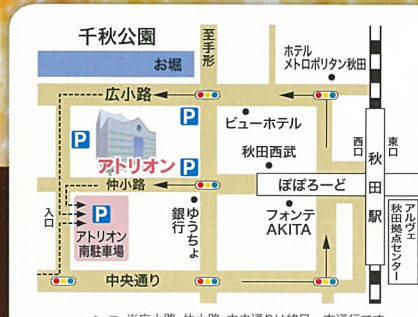 千秋公園
至手形
お堀
ホテル
メトロポリタン秋田
広小路
P
P
ビューホテル
アトリオン
P
秋田西武
西口
東口
秋田駅
仲小路
ぽぽろーど
入口
P
アトリオン
南駐車場
ゆうちょ
銀行
フォンテ
AKITA
アルヴェ
秋田拠点センター
中央通り